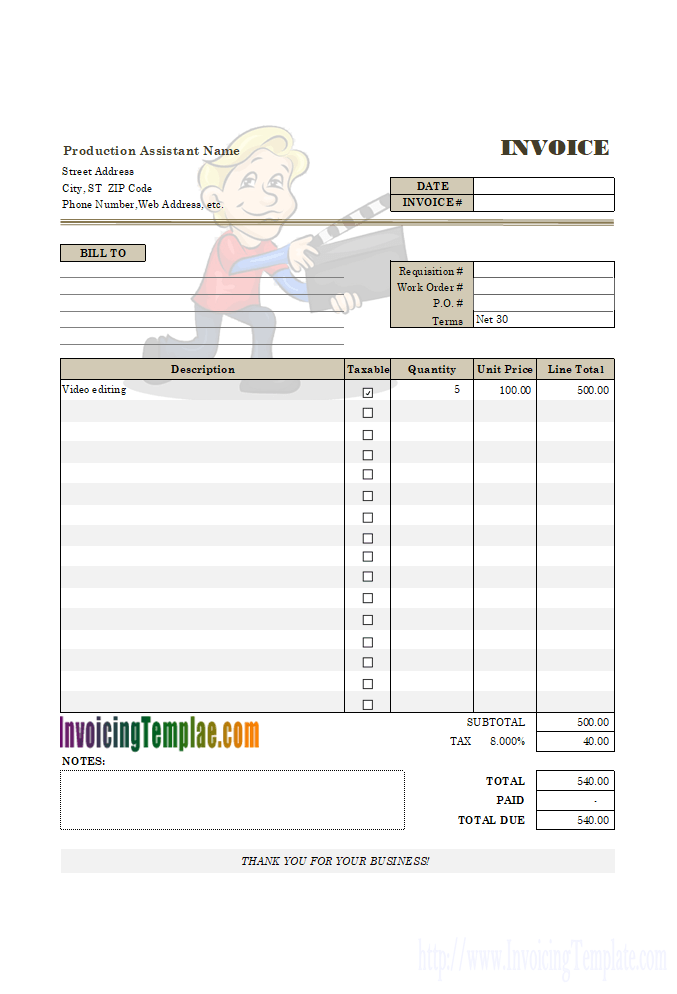 Production Assistant Name
INVOICE
Street Address
City, ST ZIP Code
Phone Number,Web Address, etc.
DATE
INVOICE#
BILL TO
Requisition #
Work Order #
P.O. #
Terms Net 30
Description Taxable Quantity Unit Price Line Total
Video editing 5 100.00 500.00
InvoicingTemplae.com
SUBTOTAL 500.00
TAX 8.000% 40.00
NOTES:
TOTAL 540.00
PAID -
TOTAL DUE 540.00
THANK YOU FOR YOUR BUSINESS!
http://www.InvoicingTemplate.com